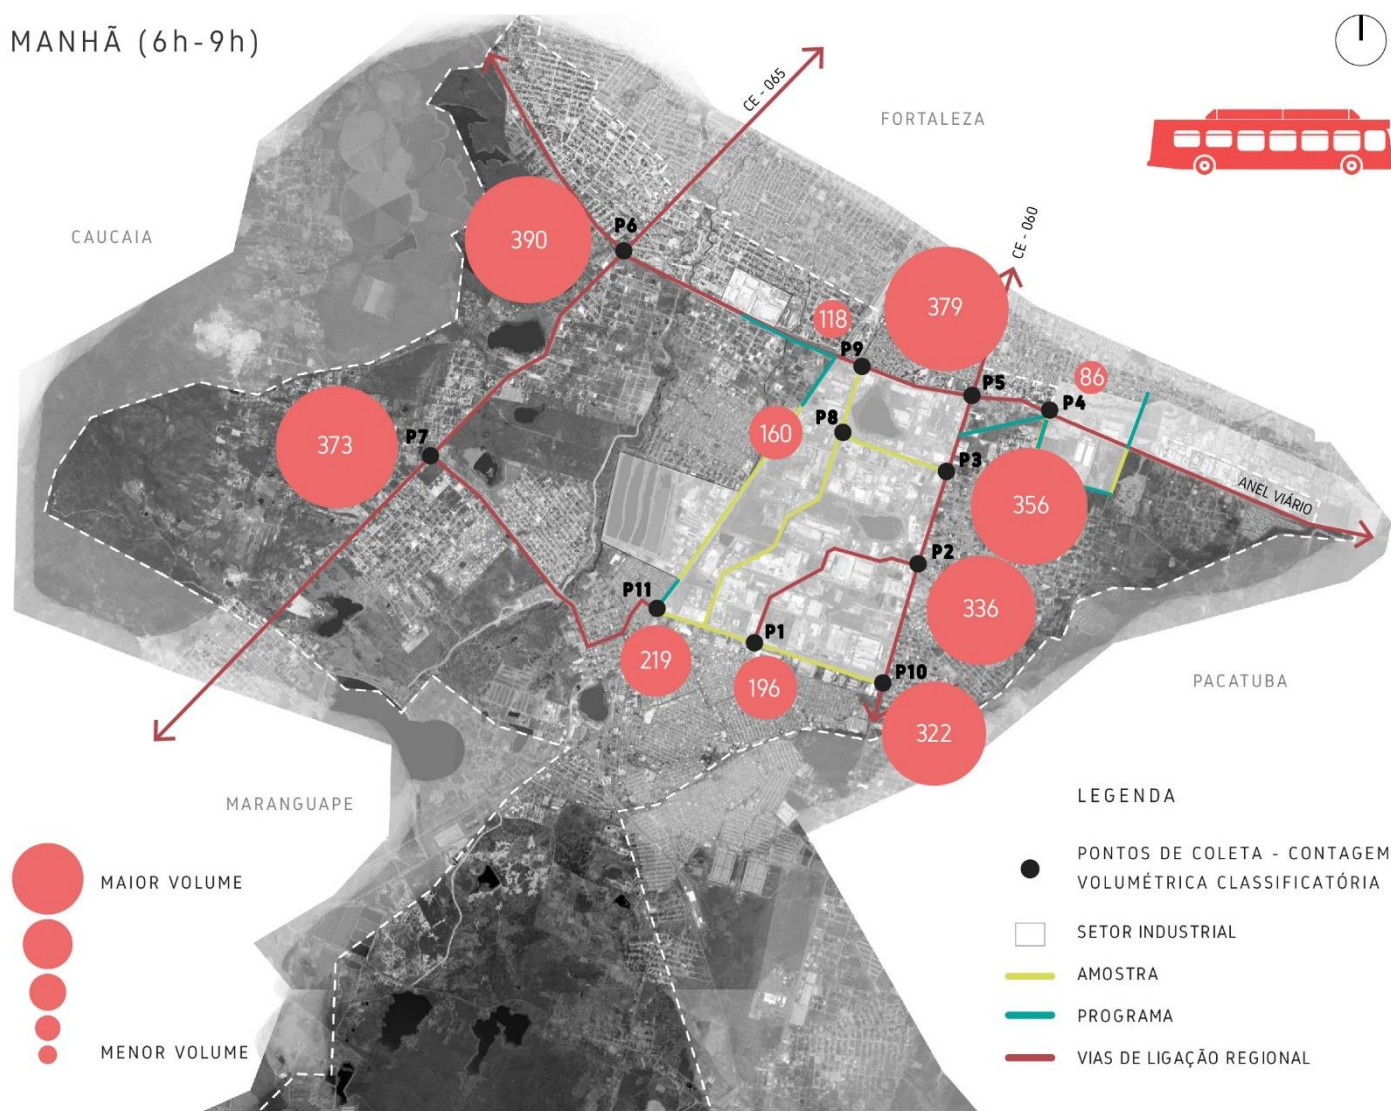 MANHÃ (6h-9h)
CE - 065
FORTALEZA
CAUCAIA
P6
390
CE - 060
379
118
P9
P5
86
P4
373
P7
160
P8
P3
356
ANEL VIÁRIO
P2
P11
336
P1
219
196
P10
322
PACATUBA
MARANGUAPE
MAIOR VOLUME
MENOR VOLUME
LEGENDA
PONTOS DE COLETA - CONTAGEM
VOLUMÉTRICA CLASSIFICATÓRIA
SETOR INDUSTRIAL
AMOSTRA
PROGRAMA
VIAS DE LIGAÇÃO REGIONAL